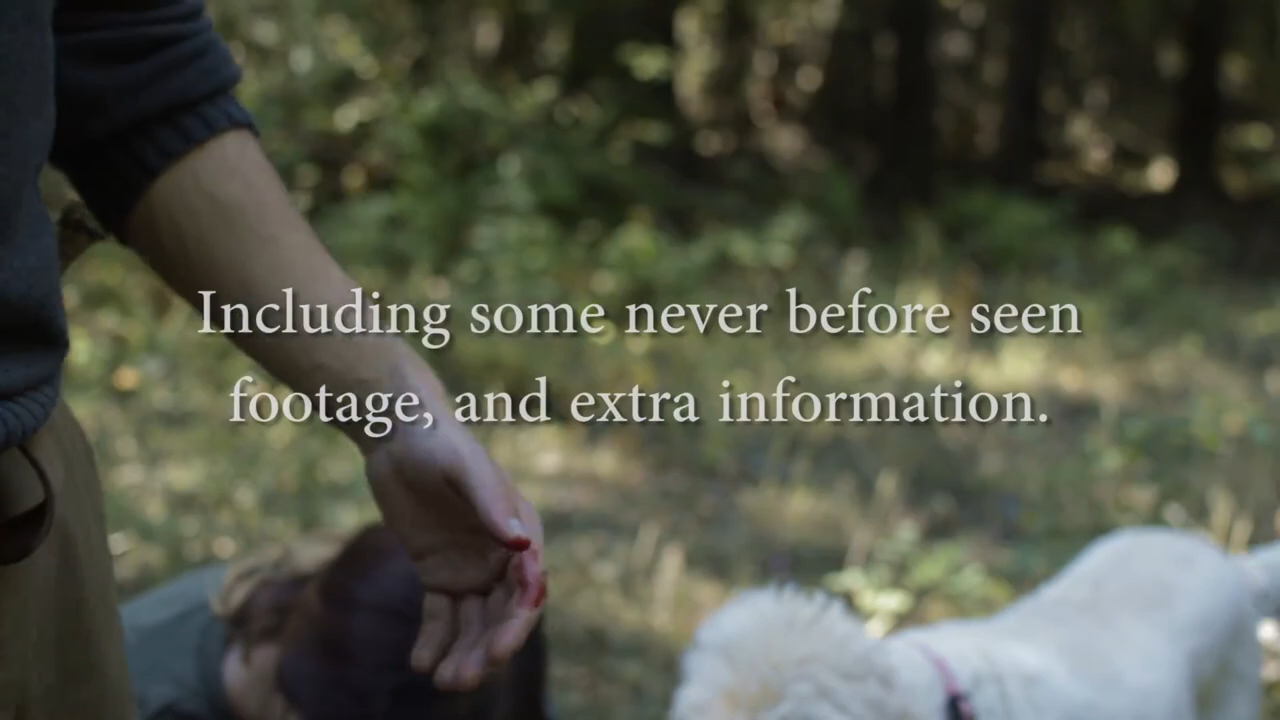 Including some never before seen
footage, and extra information.